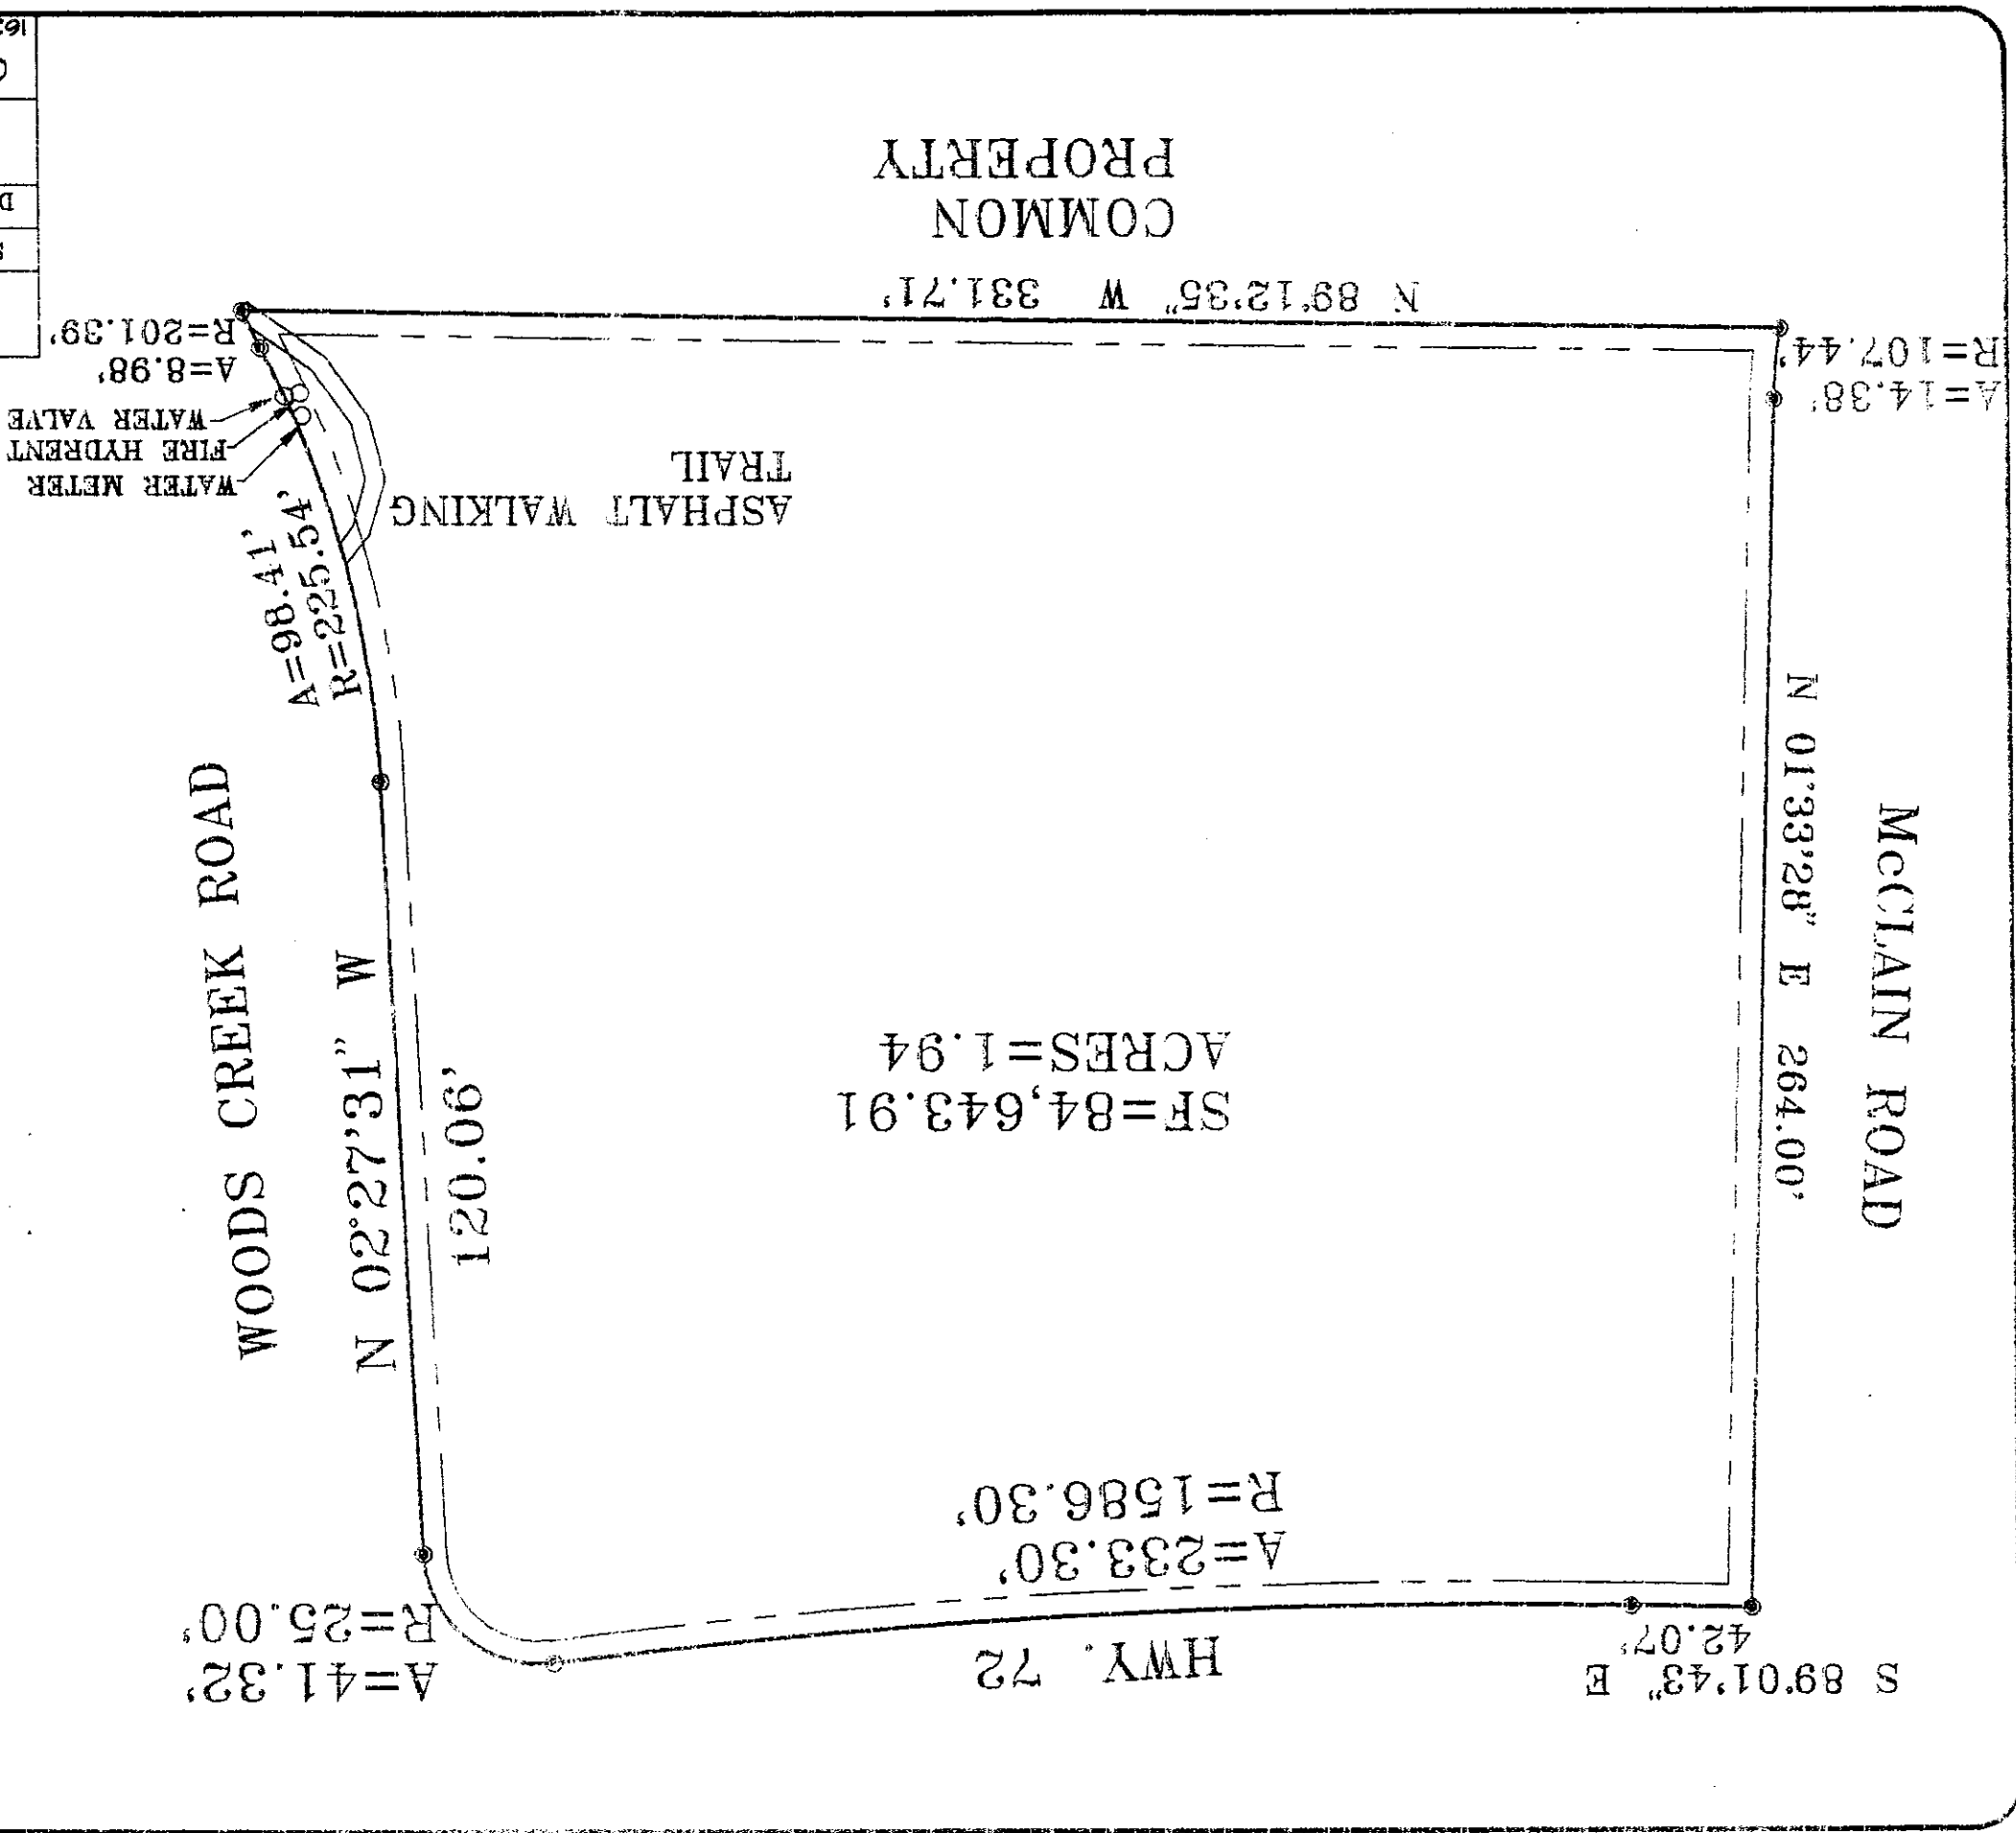 S 89°01'43" E
42.07'
HWY. 72
A=233.30'
R=1586.30'
A=41.32'
R=25.00'
McCLAIN ROAD
N 01°33'28" E 264.00'
SF=84,643.91
ACRES=1.94
120.06'
N 02°27'31" W
WOODS CREEK ROAD
ASPHALT WALKING
TRAIL
A=98.41'
R=225.54'
WATER METER
FIRE HYDRENT
WATER VALVE
A=8.98'
R=201.39'
A=14.38'
R=107.44'
N 89°12'35" W 331.71'
COMMON
PROPERTY